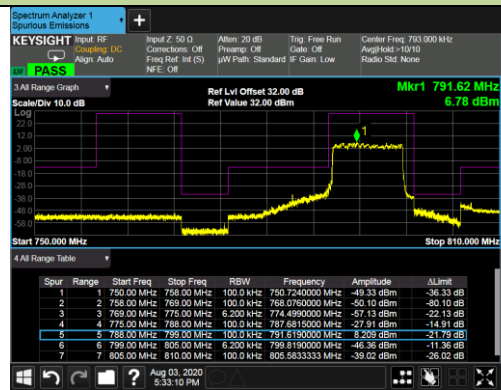 Spectrum Analyzer 1
Spurious Emissions
+
KEYSIGHT Input: RF Input Z: 50 Ω Atten: 20 dB Trig: Free Run Center Freq: 793.000 kHz
Coupling: DC Corrections: Off Preamp: Off Gate: Off Avg|Hold:>10/10
Align: Auto Freq Ref: Int (S) µW Path: Standard IF Gain: Low Radio Std: None
NFE: Off
LM PASS
3 All Range Graph
Scale/Div 10.0 dB Ref Lvl Offset 32.00 dB Ref Value 32.00 dBm Mkr1 791.62 MHz 6.78 dBm
Log
22.0
12.0
2.00
-8.00
-18.0
-28.0
-38.0
-48.0
-58.0
1
Start 750.000 MHz Stop 810.000 MHz
4 All Range Table
Spur Range Start Freq Stop Freq RBW Frequency Amplitude ΔLimit
1 1 750.00 MHz 758.00 MHz 100.0 kHz 750.7240000 MHz -49.33 dBm -36.33 dB
2 2 758.00 MHz 769.00 MHz 100.0 kHz 768.0760000 MHz -50.10 dBm -80.10 dB
3 3 769.00 MHz 775.00 MHz 6.200 kHz 774.4990000 MHz -57.13 dBm -22.13 dB
4 4 775.00 MHz 788.00 MHz 100.0 kHz 787.6815000 MHz -27.91 dBm -14.91 dB
5 5 788.00 MHz 799.00 MHz 100.0 kHz 791.6190000 MHz 8.209 dBm -21.79 dB
6 6 799.00 MHz 805.00 MHz 6.200 kHz 799.8190000 MHz -46.36 dBm -11.36 dB
7 7 805.00 MHz 810.00 MHz 100.0 kHz 805.5833333 MHz -39.02 dBm -26.02 dB
? Aug 03, 2020
5:33:10 PM